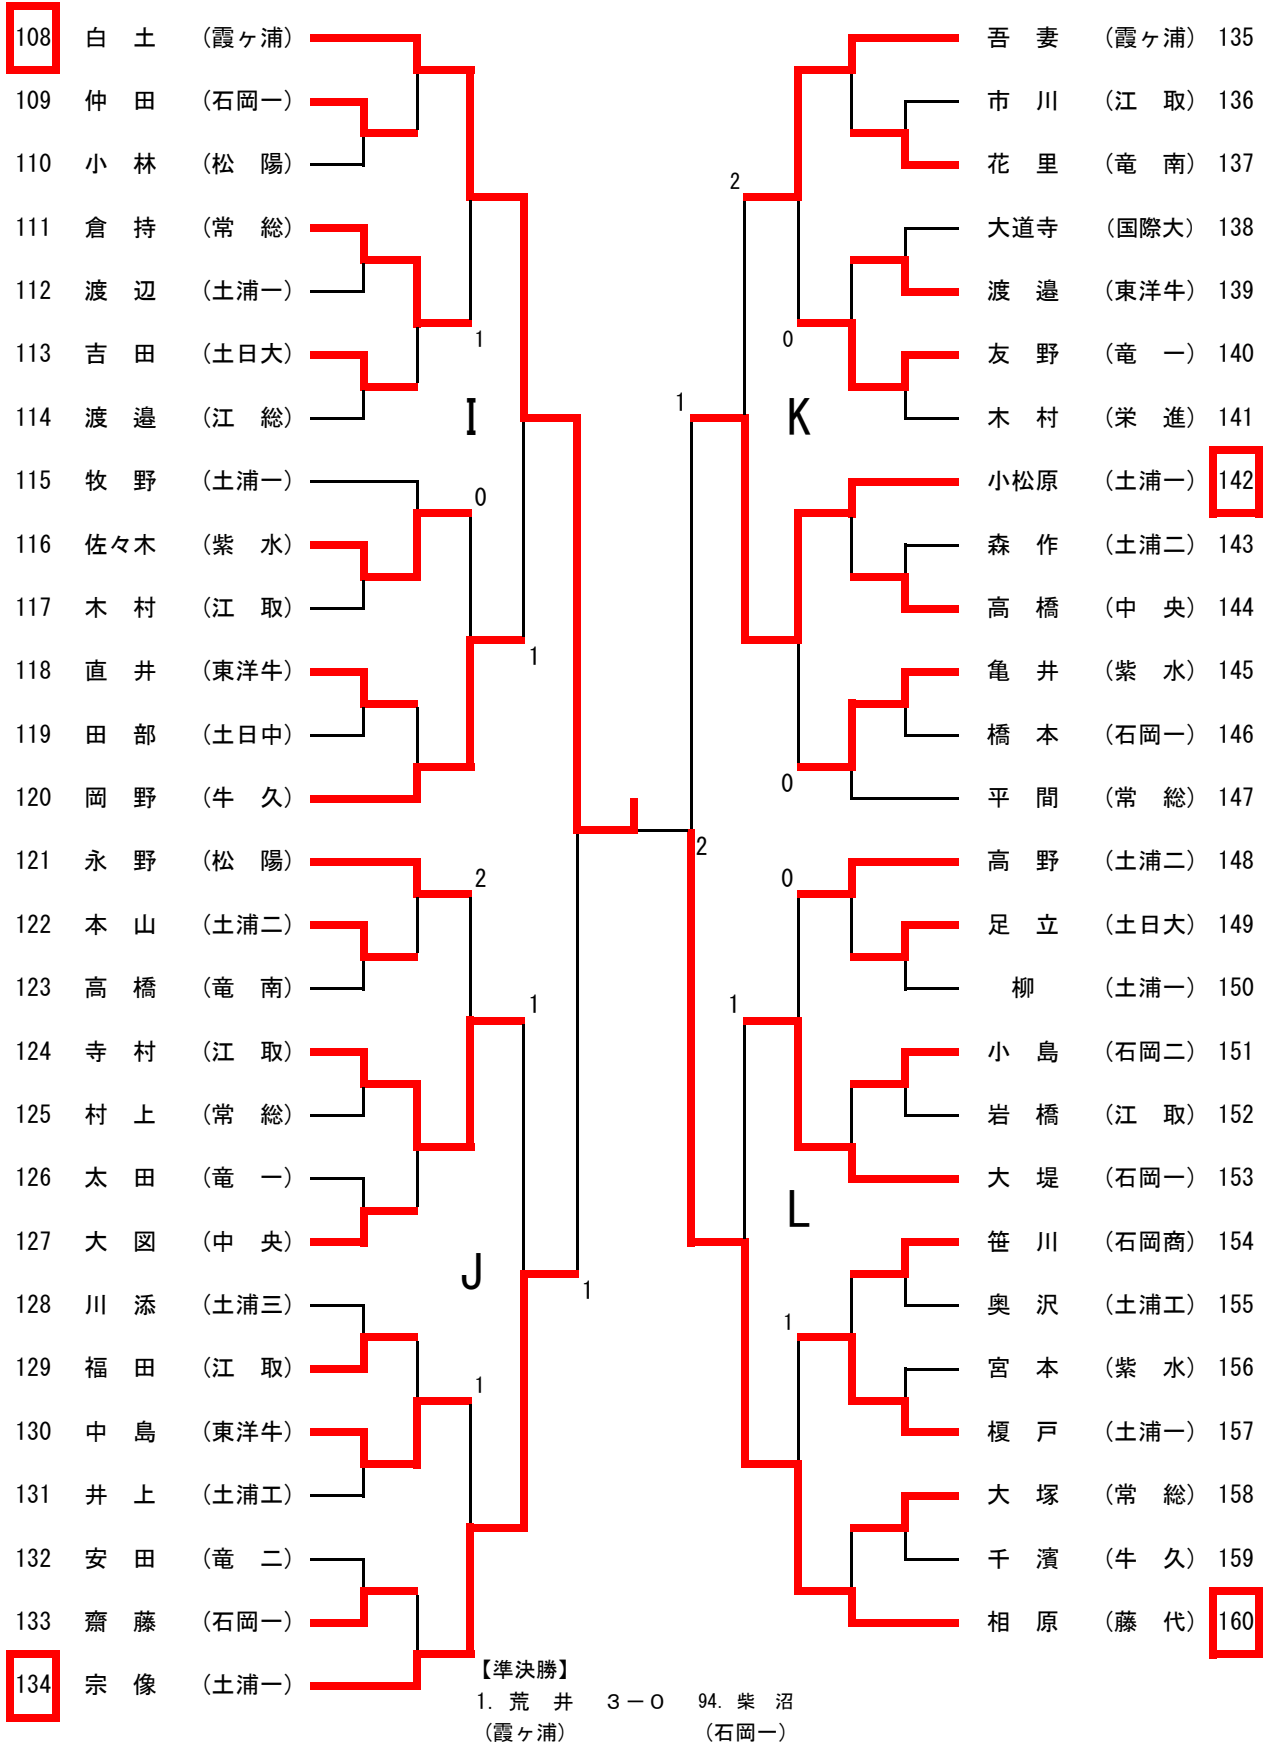 108 白 土 (霞ヶ浦)
109 仲 田 (石岡一)
110 小 林 (松 陽)
111 倉 持 (常 総)
112 渡 辺 (土浦一)
113 吉 田 (土日大)
114 渡 邉 (江 総)
115 牧 野 (土浦一)
116 佐々木 (紫 水)
117 木 村 (江 取)
118 直 井 (東洋牛)
119 田 部 (土日中)
120 岡 野 (牛 久)
121 永 野 (松 陽)
122 本 山 (土浦二)
123 高 橋 (竜 南)
124 寺 村 (江 取)
125 村 上 (常 総)
126 太 田 (竜 一)
127 大 図 (中 央)
128 川 添 (土浦三)
129 福 田 (江 取)
130 中 島 (東洋牛)
131 井 上 (土浦工)
132 安 田 (竜 二)
133 齋 藤 (石岡一)
134 宗 像 (土浦一)
1
I
0
1
2
1
J
1
1
2
0
1
K
0
2
0
1
L
1
吾 妻 (霞ヶ浦) 135
市 川 (江 取) 136
花 里 (竜 南) 137
大道寺 (国際大) 138
渡 邉 (東洋牛) 139
友 野 (竜 一) 140
木 村 (栄 進) 141
小松原 (土浦一) 142
森 作 (土浦二) 143
高 橋 (中 央) 144
亀 井 (紫 水) 145
橋 本 (石岡一) 146
平 間 (常 総) 147
高 野 (土浦二) 148
足 立 (土日大) 149
柳 (土浦一) 150
小 島 (石岡二) 151
岩 橋 (江 取) 152
大 堤 (石岡一) 153
笹 川 (石岡商) 154
奥 沢 (土浦工) 155
宮 本 (紫 水) 156
榎 戸 (土浦一) 157
大 塚 (常 総) 158
千 濱 (牛 久) 159
相 原 (藤 代) 160
【準決勝】
1. 荒 井 3－0 94. 柴 沼
(霞ヶ浦) (石岡一)